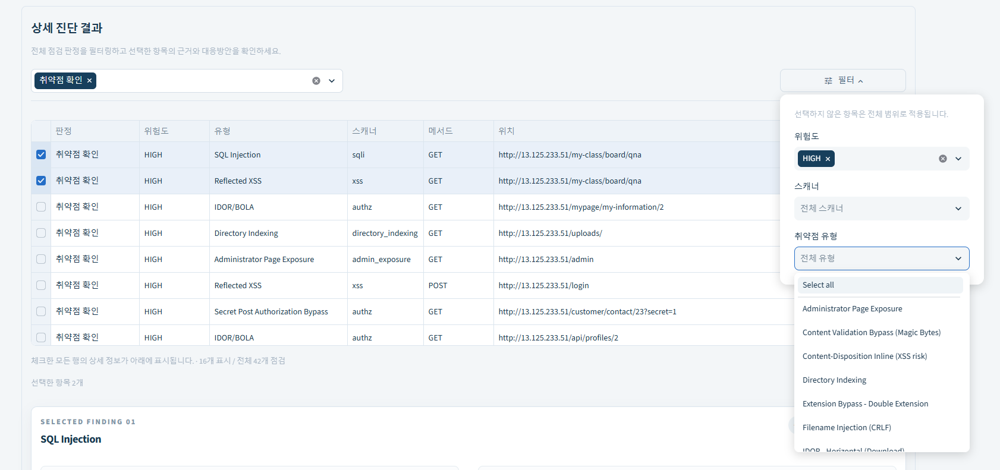 상세 진단 결과
전체 점검 판정을 필터링하고 선택한 항목의 근거와 대응방안을 확인하세요.
취약점 확인 ×
필터
선택하지 않은 항목은 전체 범위로 적용됩니다.
위험도
HIGH ×
스캐너
전체 스캐너
취약점 유형
전체 유형
Select all
Administrator Page Exposure
Content Validation Bypass (Magic Bytes)
Content-Disposition Inline (XSS risk)
Directory Indexing
Extension Bypass - Double Extension
Filename Injection (CRLF)
IDOR - Horizontal (Download)
판정 위험도 유형 스캐너 메서드 위치
취약점 확인 HIGH SQL Injection sqli GET http://13.125.233.51/my-class/board/qna
취약점 확인 HIGH Reflected XSS xss GET http://13.125.233.51/my-class/board/qna
취약점 확인 HIGH IDOR/BOLA authz GET http://13.125.233.51/mypage/my-information/2
취약점 확인 HIGH Directory Indexing directory_indexing GET http://13.125.233.51/uploads/
취약점 확인 HIGH Administrator Page Exposure admin_exposure GET http://13.125.233.51/admin
취약점 확인 HIGH Reflected XSS xss POST http://13.125.233.51/login
취약점 확인 HIGH Secret Post Authorization Bypass authz GET http://13.125.233.51/customer/contact/23?secret=1
취약점 확인 HIGH IDOR/BOLA authz GET http://13.125.233.51/api/profiles/2
체크한 모든 행의 상세 정보가 아래에 표시됩니다. · 16개 표시 / 전체 42개 점검
선택한 항목 2개
SELECTED FINDING 01
SQL Injection